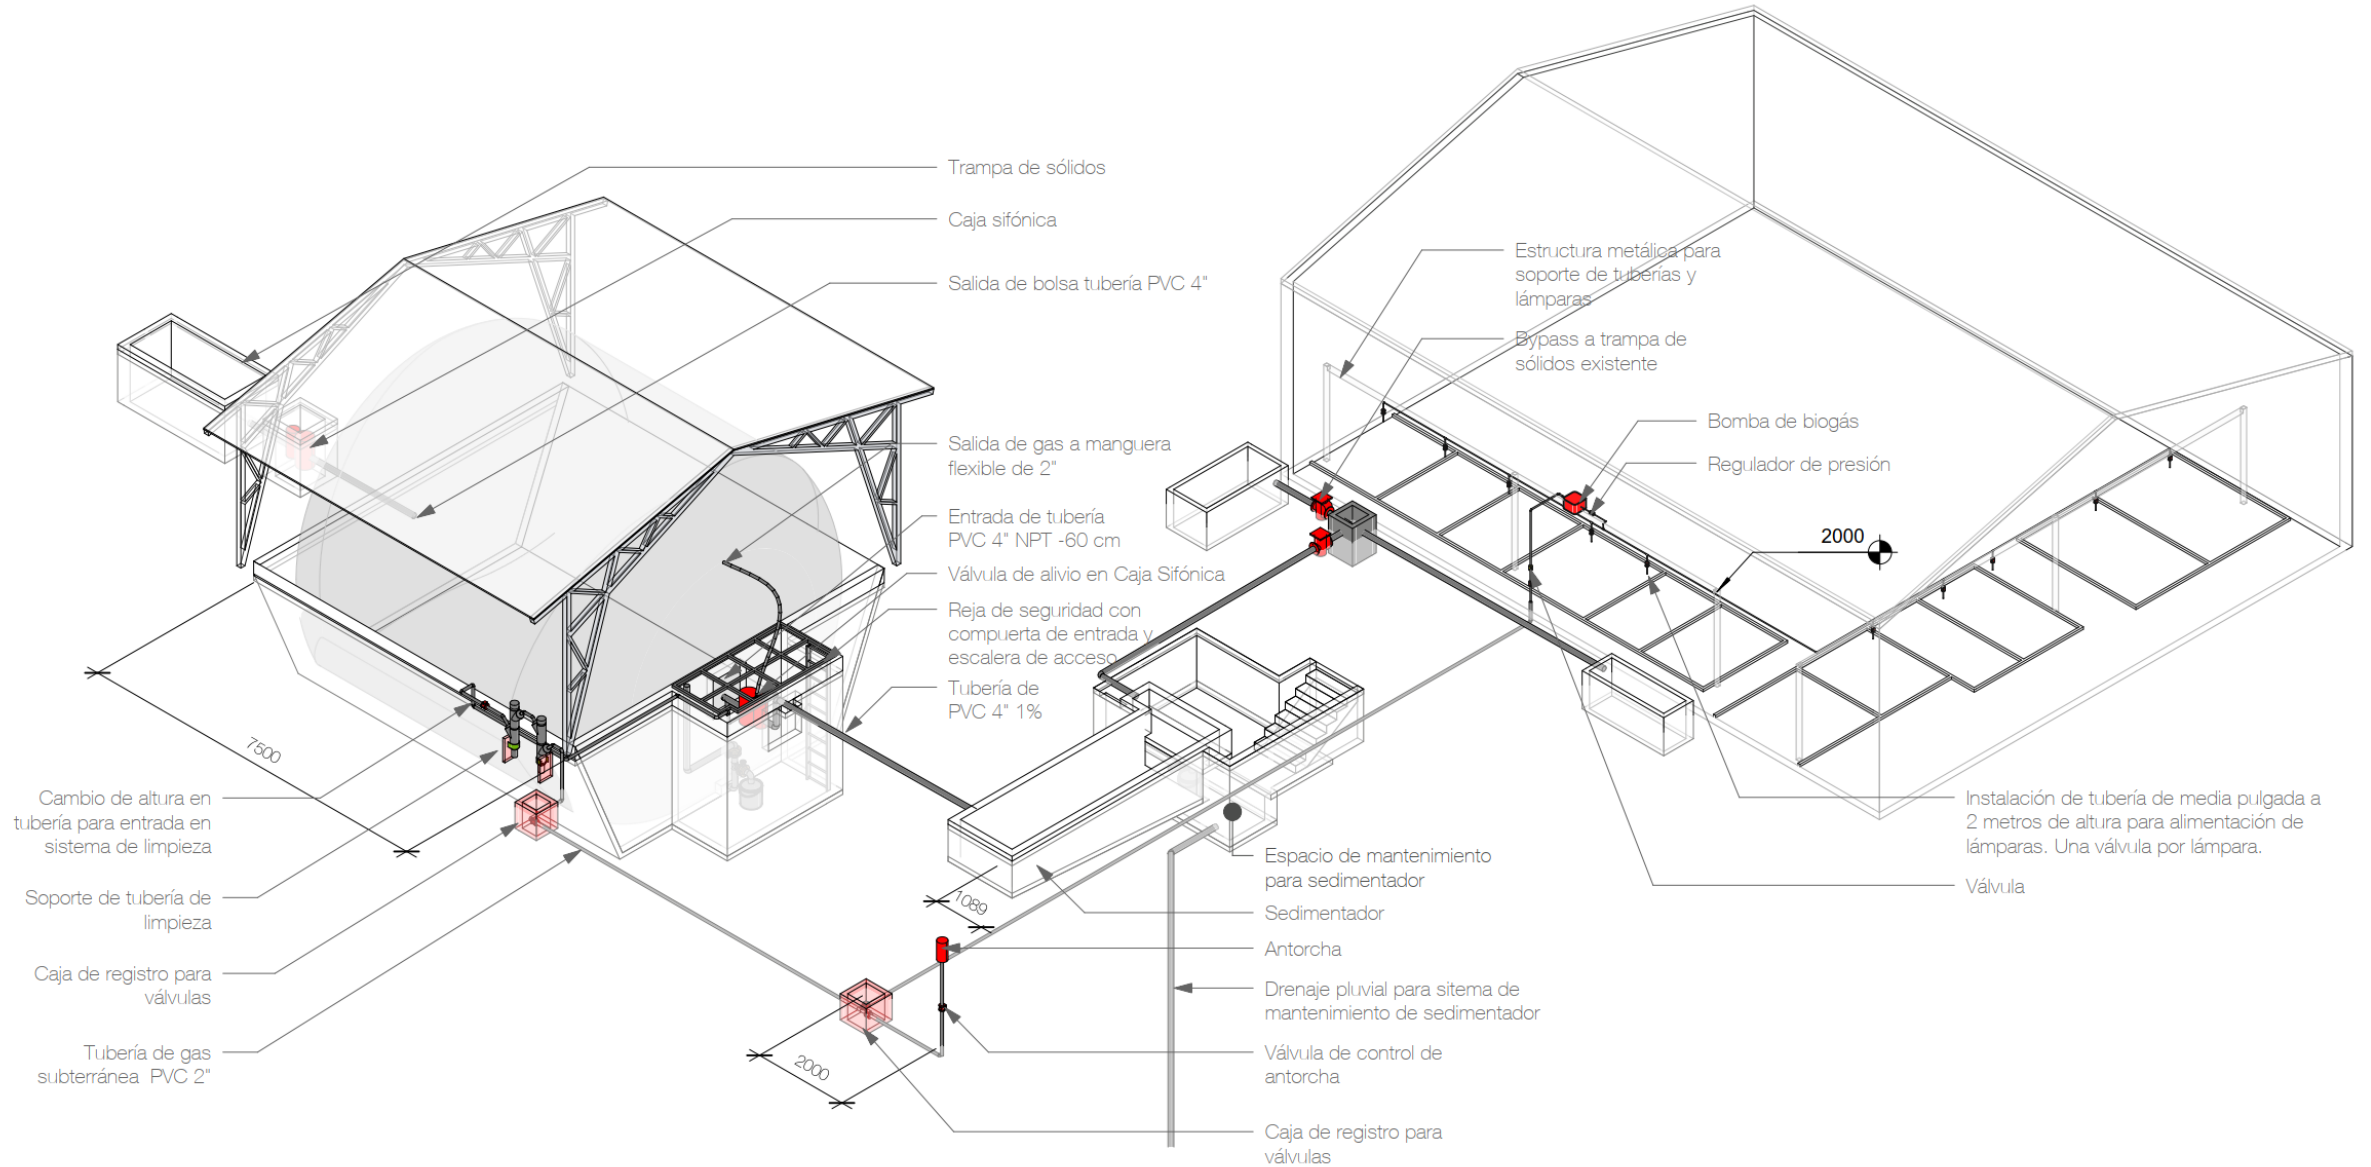 Trampa de sólidos
Caja sifónica
Salida de bolsa tubería PVC 4"
Salida de gas a manguera
flexible de 2"
Entrada de tubería
PVC 4" NPT -60 cm
Válvula de alivio en Caja Sifónica
Reja de seguridad con
compuerta de entrada y
escalera de acceso
Tubería de
PVC 4" 1%
Estructura metálica para
soporte de tuberías y
lámparas
Bypass a trampa de
sólidos existente
Bomba de biogás
Regulador de presión
2000
7500
Cambio de altura en
tubería para entrada en
sistema de limpieza
Soporte de tubería de
limpieza
Caja de registro para
válvulas
Tubería de gas
subterránea PVC 2"
1089
2000
Espacio de mantenimiento
para sedimentador
Sedimentador
Antorcha
Drenaje pluvial para sitema de
mantenimiento de sedimentador
Válvula de control de
antorcha
Caja de registro para
válvulas
Instalación de tubería de media pulgada a
2 metros de altura para alimentación de
lámparas. Una válvula por lámpara.
Válvula